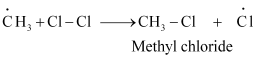 ĊH₃ + Cl – Cl ⟶ CH₃ – Cl + Ċl
Methyl chloride